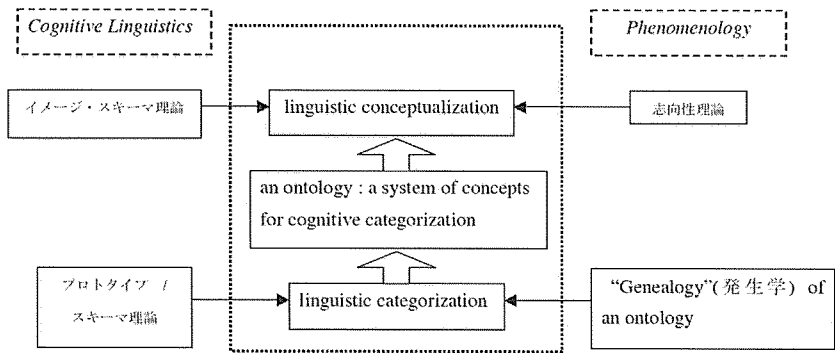 Cognitive Linguistics
Phenomenology
イメージ・スキーマ理論
linguistic conceptualization
志向性理論
an ontology : a system of concepts
for cognitive categorization
プロトタイプ /
スキーマ理論
linguistic categorization
“Genealogy”(発生学) of
an ontology